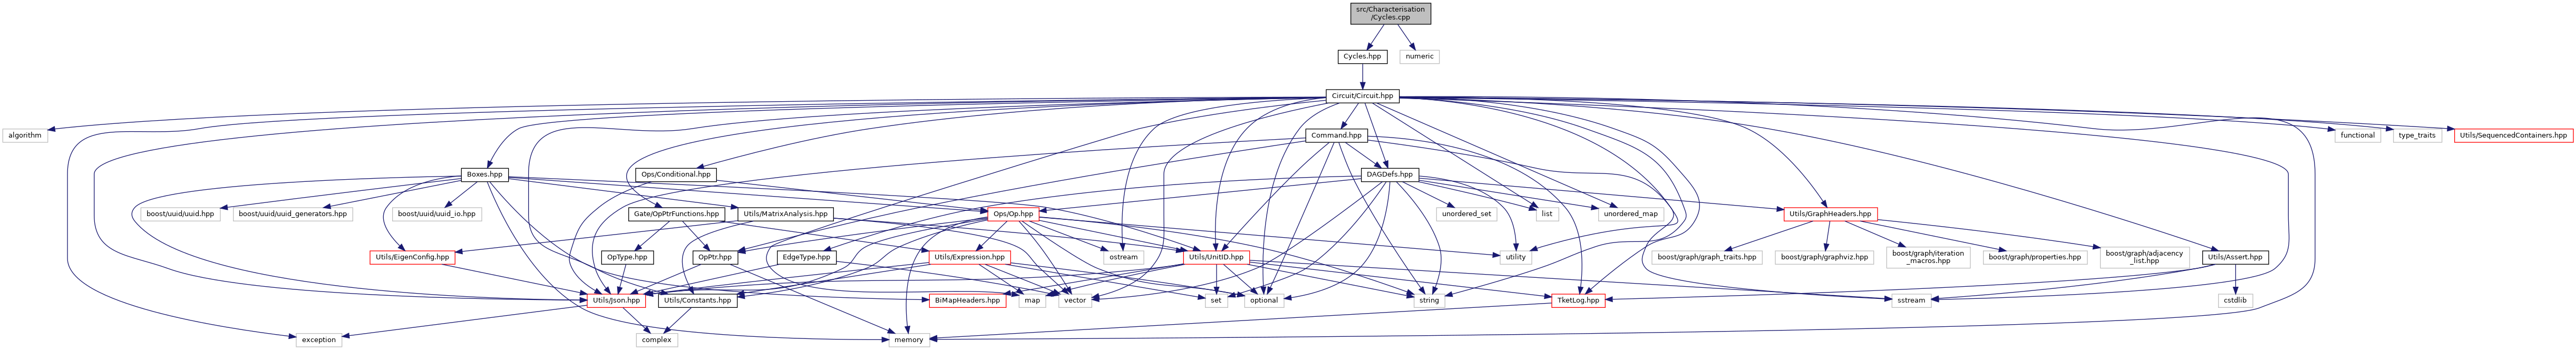 src/Characterisation
/Cycles.cpp
Cycles.hpp
numeric
Circuit/Circuit.hpp
algorithm
Command.hpp
functional
type_traits
Utils/SequencedContainers.hpp
Boxes.hpp
Ops/Conditional.hpp
DAGDefs.hpp
boost/uuid/uuid.hpp
boost/uuid/uuid_generators.hpp
boost/uuid/uuid_io.hpp
Gate/OpPtrFunctions.hpp
Utils/MatrixAnalysis.hpp
Ops/Op.hpp
unordered_set
list
unordered_map
Utils/GraphHeaders.hpp
Utils/EigenConfig.hpp
OpType.hpp
OpPtr.hpp
EdgeType.hpp
Utils/Expression.hpp
ostream
Utils/UnitID.hpp
utility
boost/graph/graph_traits.hpp
boost/graph/graphviz.hpp
boost/graph/iteration
_macros.hpp
boost/graph/properties.hpp
boost/graph/adjacency
_list.hpp
Utils/Assert.hpp
Utils/Json.hpp
Utils/Constants.hpp
BiMapHeaders.hpp
map
vector
set
optional
string
TketLog.hpp
sstream
cstdlib
exception
complex
memory